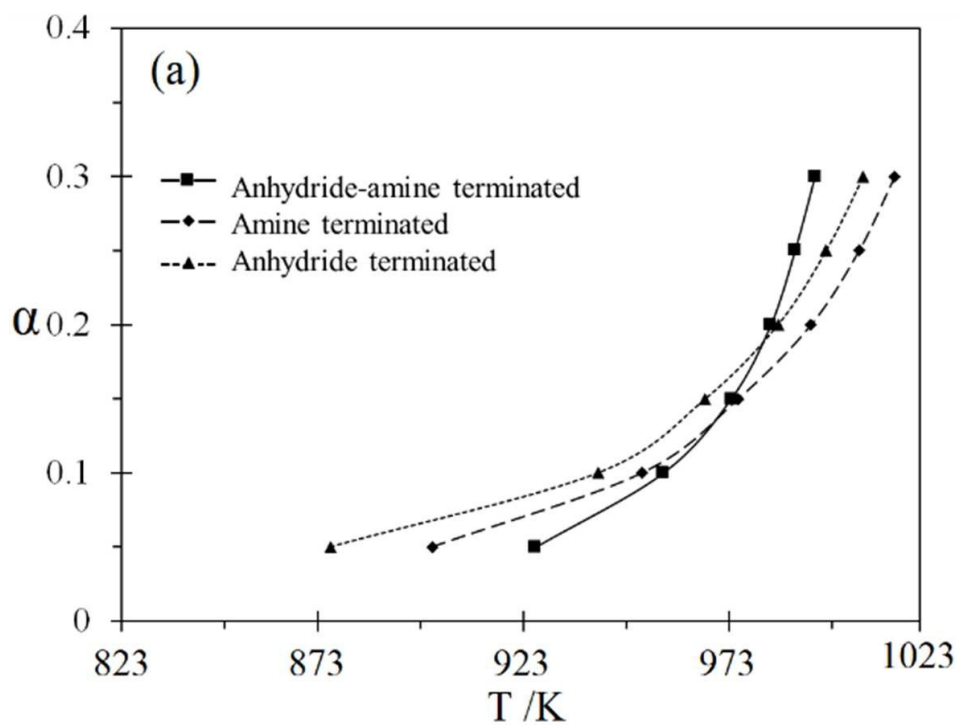 0.4
(a)
0.3
Anhydride-amine terminated
Amine terminated
Anhydride terminated
α 0.2
0.1
0
823 873 923 973 1023
T /K